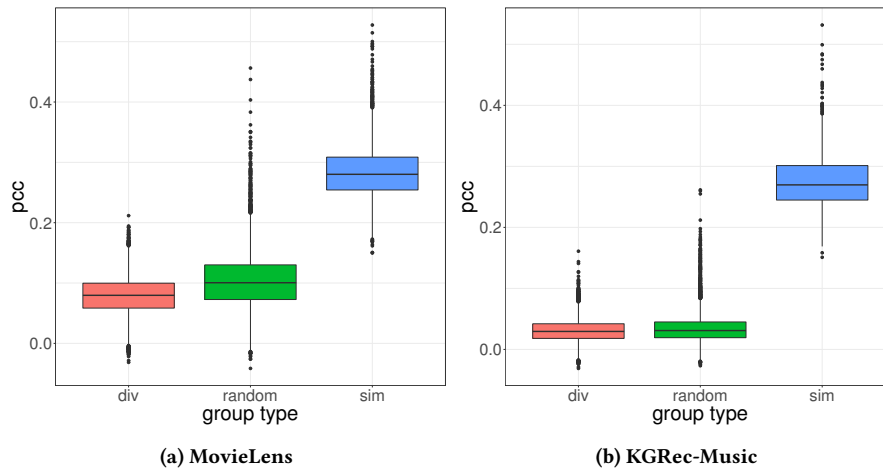 0.4
0.2
0.0
pcc
div random sim
group type
(a) MovieLens
0.4
0.2
0.0
pcc
div random sim
group type
(b) KGRec-Music